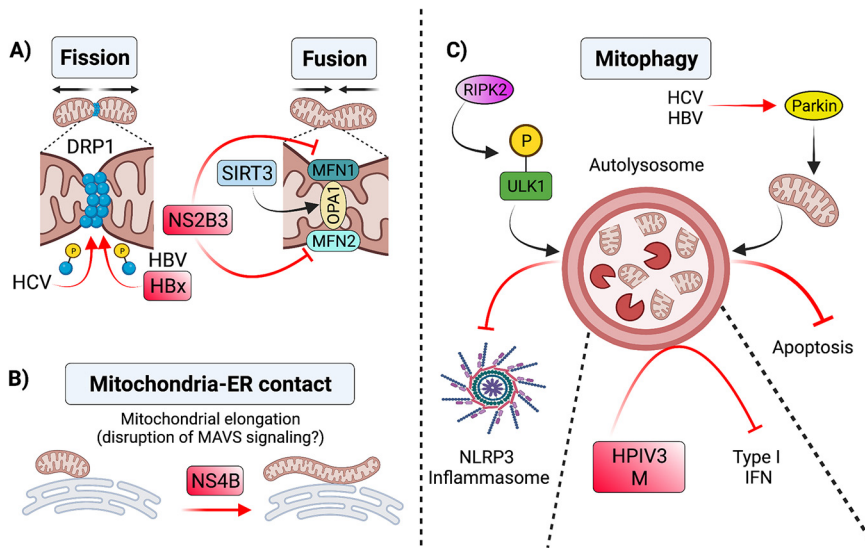 A)
Fission
Fusion
DRP1
SIRT3
MFN1
OPA1
MFN2
NS2B3
P
P
HCV
HBV
HBx
B)
Mitochondria-ER contact
Mitochondrial elongation
(disruption of MAVS signaling?)
NS4B
C)
Mitophagy
RIPK2
HCV
HBV
Parkin
P
ULK1
Autolysosome
Apoptosis
NLRP3
Inflammasome
HPIV3
M
Type I
IFN